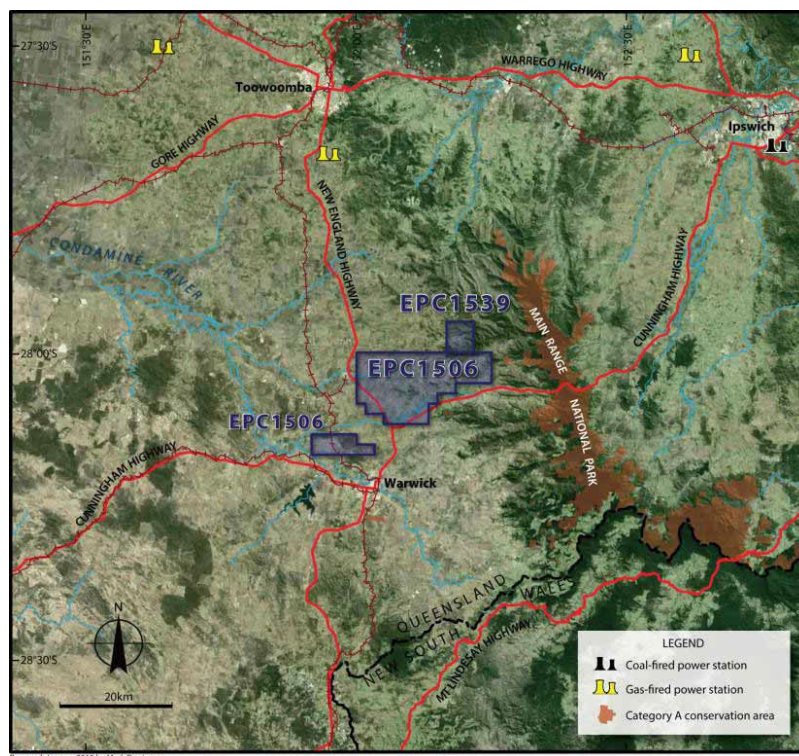 27°30'S
151°30'E
152°30'E
WARREGO HIGHWAY
Toowoomba
Ipswich
GORE HIGHWAY
NEW ENGLAND HIGHWAY
CONDAMINE RIVER
CUNNINGHAM HIGHWAY
EPC1539
MAIN RANGE
NATIONAL PARK
28°00'S
EPC1506
EPC1506
CUNNINGHAM HIGHWAY
Warwick
QUEENSLAND
NEW SOUTH WALES
MT LINDESAY HIGHWAY
N
28°30'S
20km
LEGEND
Coal-fired power station
Gas-fired power station
Category A conservation area